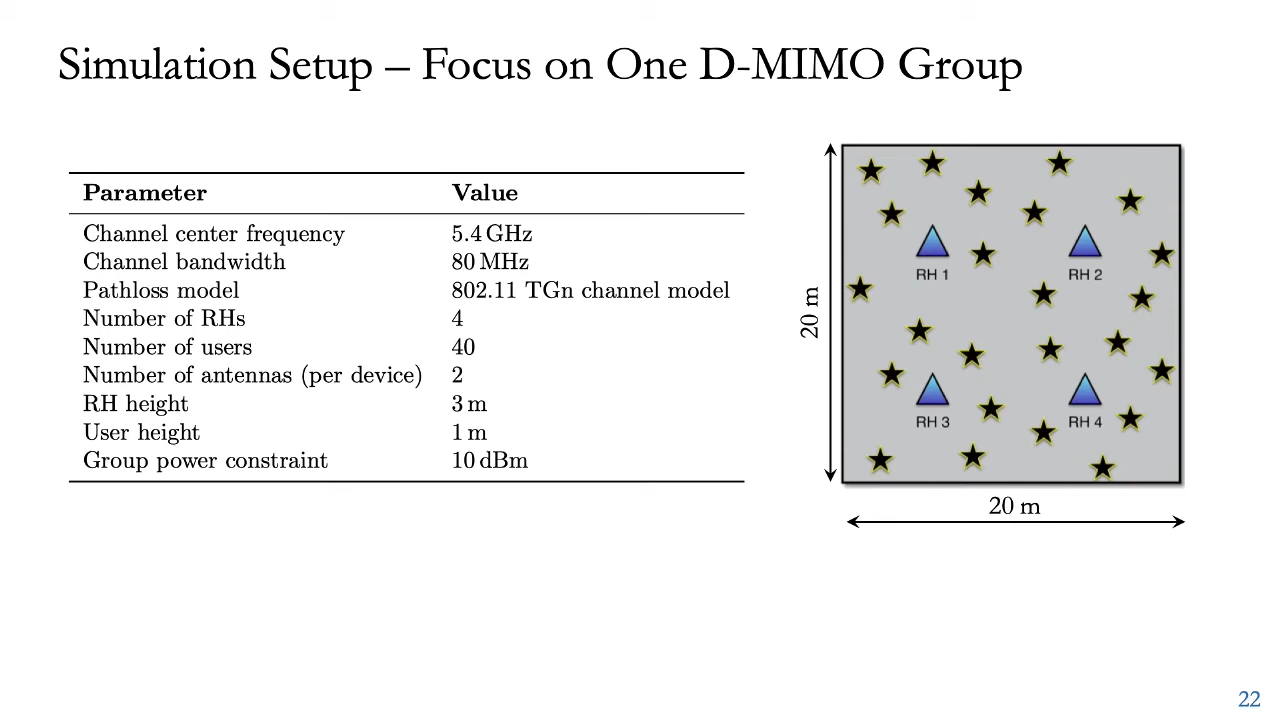 Simulation Setup – Focus on One D-MIMO Group
Parameter Value
Channel center frequency 5.4 GHz
Channel bandwidth 80 MHz
Pathloss model 802.11 TGn channel model
Number of RHs 4
Number of users 40
Number of antennas (per device) 2
RH height 3 m
User height 1 m
Group power constraint 10 dBm
20 m
RH 1
RH 2
RH 3
RH 4
20 m
22